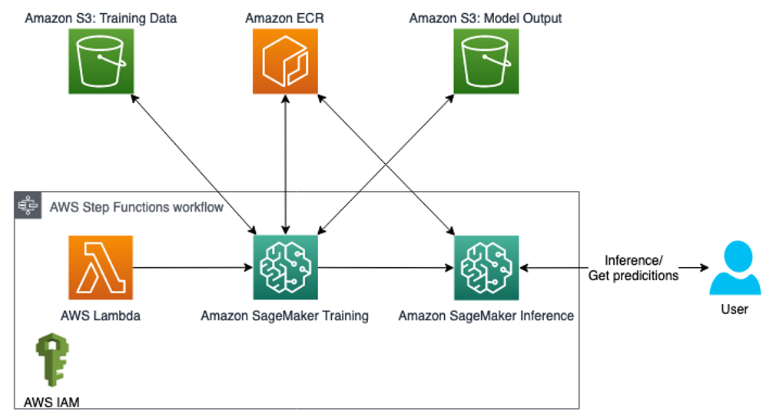 Amazon S3: Training Data
Amazon ECR
Amazon S3: Model Output
AWS Step Functions workflow
Inference/
Get predicitions
AWS Lambda
Amazon SageMaker Training
Amazon SageMaker Inference
User
AWS IAM